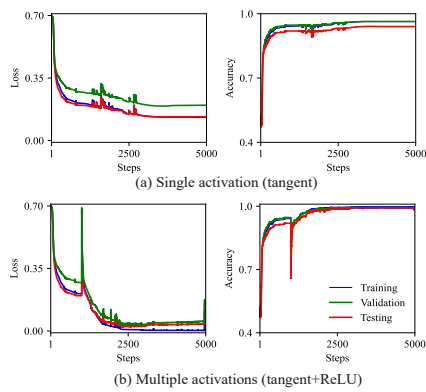 0.70
0.35
0.00
Loss
1
2500
5000
Steps
1.0
0.7
0.4
Accuracy
1
2500
5000
Steps
(a) Single activation (tangent)
0.70
0.35
0.00
Loss
1
2500
5000
Steps
1.0
0.7
0.4
Accuracy
Training
Validation
Testing
1
2500
5000
Steps
(b) Multiple activations (tangent+ReLU)